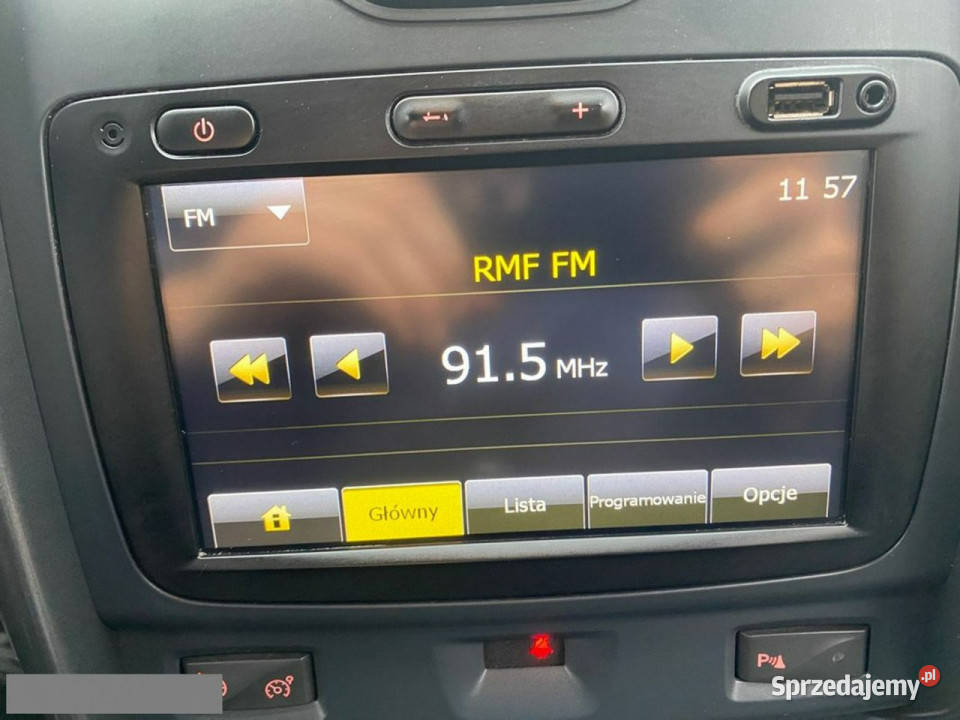 FM
11 57
RMF FM
91.5 MHz
Główny
Lista
Programowanie
Opcje
P
Sprzedajemy.pl